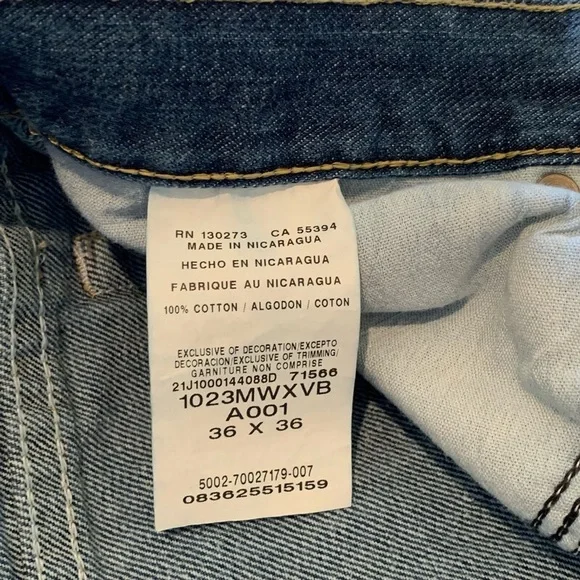 RN 130273 CA 55394
MADE IN NICARAGUA
HECHO EN NICARAGUA
FABRIQUE AU NICARAGUA
100% COTTON / ALGODON / COTON
EXCLUSIVE OF DECORATION/EXCEPTO
DECORACION/EXCLUSIVE OF TRIMMING/
GARNITURE NON COMPRISE
21J1000144088D 71566
1023MWXVB
A001
36 X 36
5002-70027179-007
083625515159